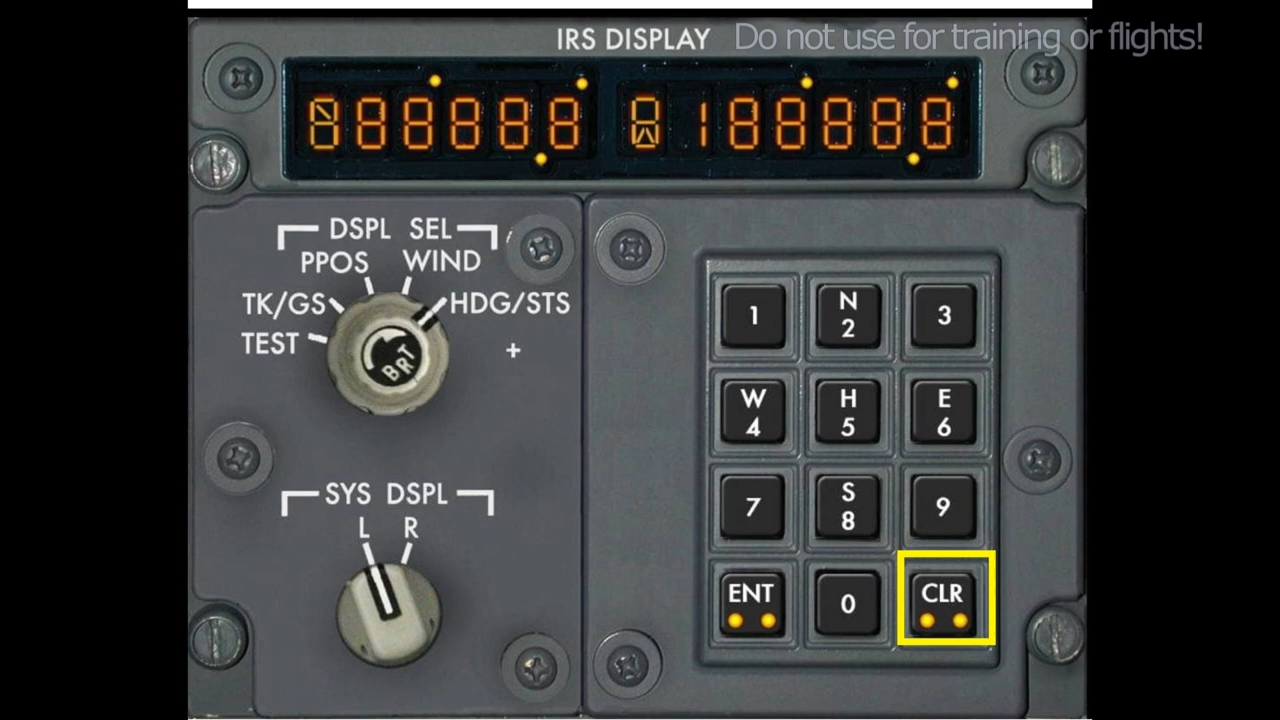 IRS DISPLAY
Do not use for training or flights!
DSPL SEL
PPOS WIND
TK/GS HDG/STS
TEST
BRT
+
SYS DSPL
L R
1 N 3
2
W H E
4 5 6
7 S 9
8
ENT 0 CLR